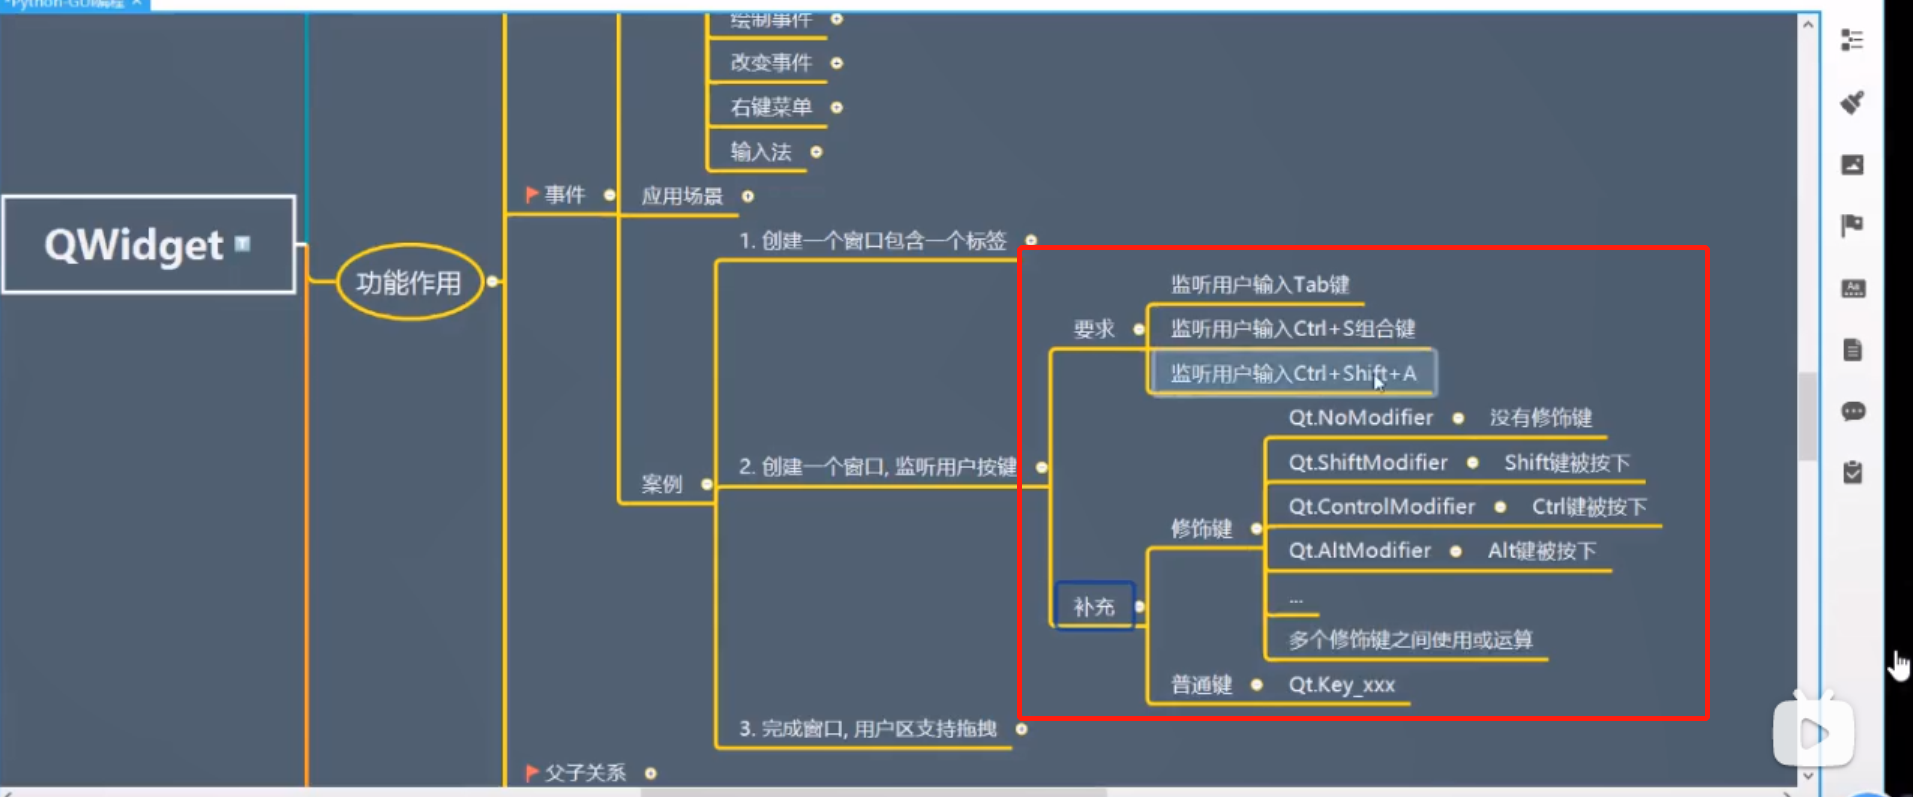 *Python-GUI编程 ×
绘制事件
改变事件
右键菜单
输入法
事件
应用场景
QWidget
功能作用
1. 创建一个窗口包含一个标签
监听用户输入Tab键
要求
监听用户输入Ctrl+S组合键
监听用户输入Ctrl+Shift+A
Qt.NoModifier 没有修饰键
2. 创建一个窗口, 监听用户按键
Qt.ShiftModifier Shift键被按下
案例
Qt.ControlModifier Ctrl键被按下
修饰键
Qt.AltModifier Alt键被按下
补充
...
多个修饰键之间使用或运算
普通键 Qt.Key_xxx
3. 完成窗口, 用户区支持拖拽
父子关系